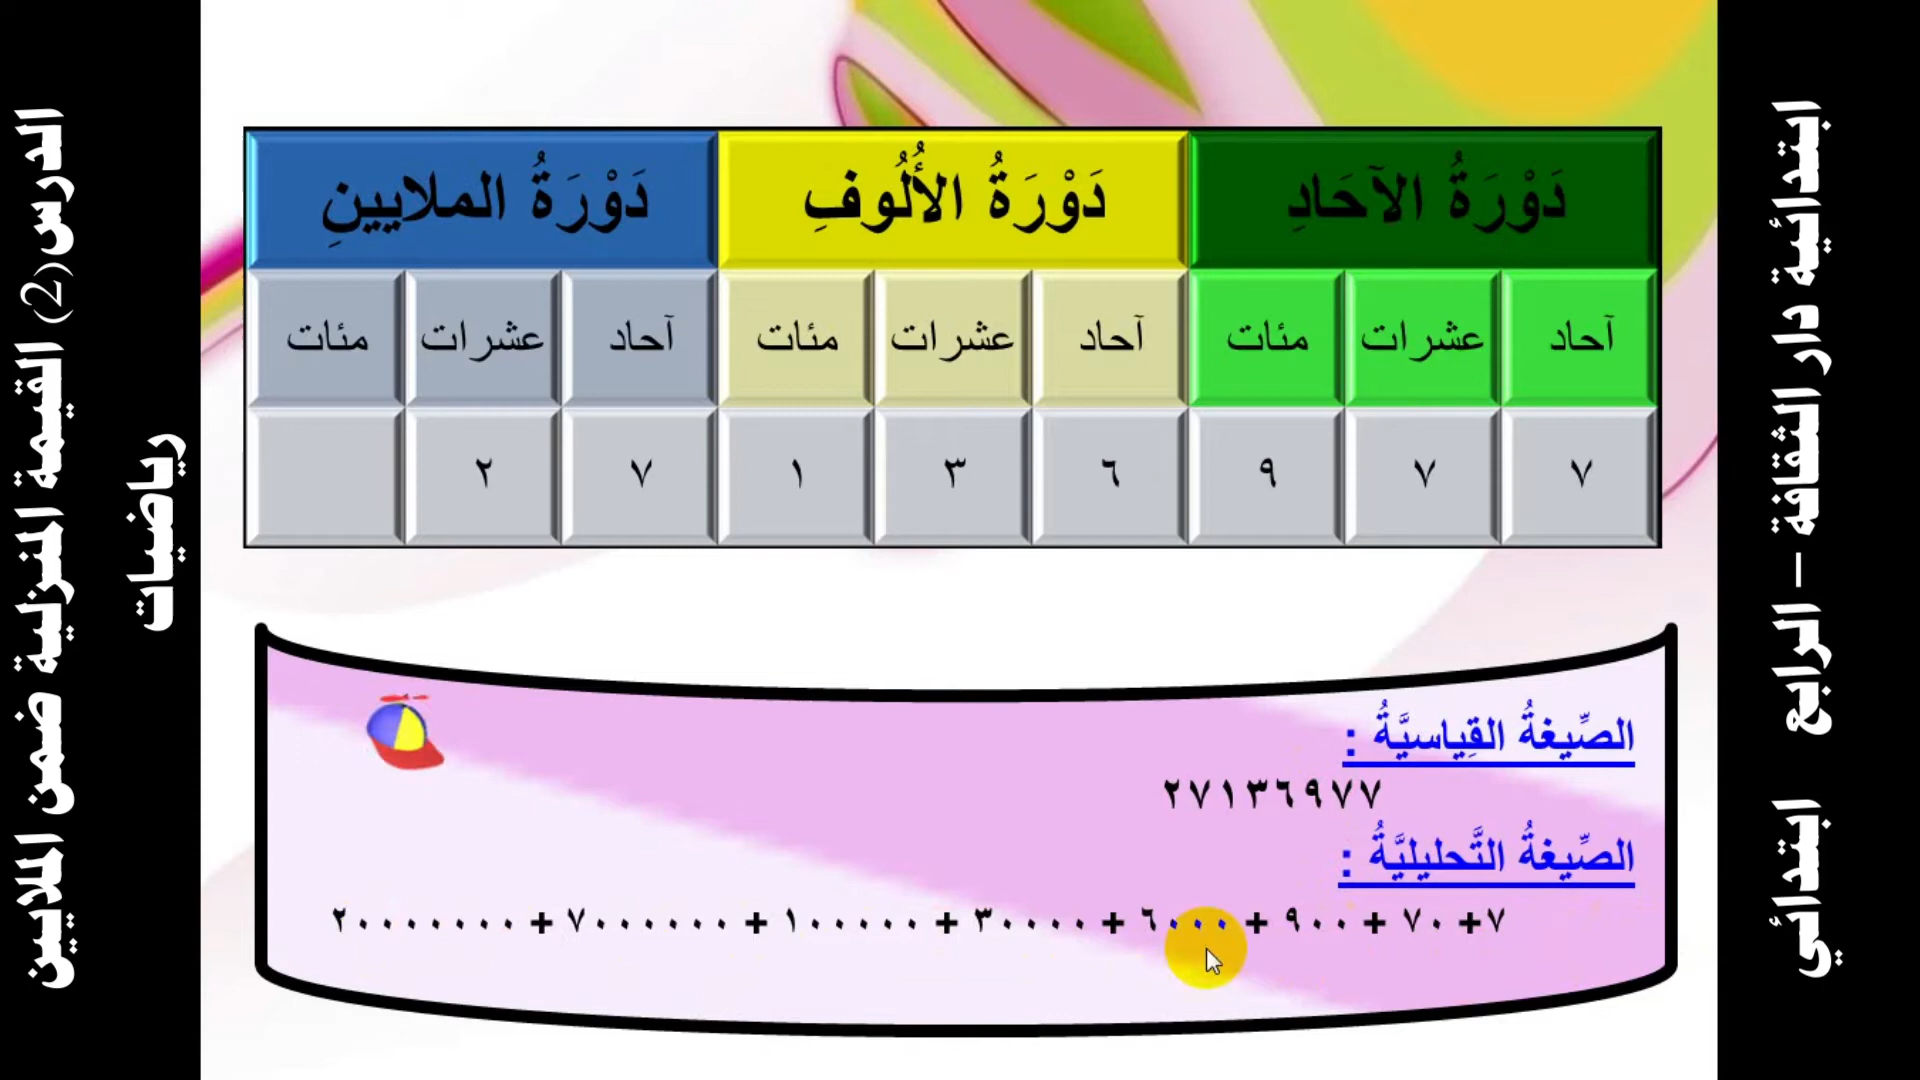 ابتدائية دار الثقافة – الرابع ابتدائي
دَوْرَةُ الآحَادِ دَوْرَةُ الأُلُوفِ دَوْرَةُ الملايينِ
آحاد عشرات مئات آحاد عشرات مئات آحاد عشرات مئات
٧ ٧ ٩ ٦ ٣ ١ ٧ ٢
الصِّيغةُ القِياسيَّةُ :
٢٧١٣٦٩٧٧
الصِّيغةُ التَّحليليَّةُ :
٢٠٠٠٠٠٠٠ + ٧٠٠٠٠٠٠ + ١٠٠٠٠٠ + ٣٠٠٠٠ + ٦٠٠٠ + ٩٠٠ + ٧٠ +٧
الدرس(2) القيمة المنزلية ضمن الملايين
رياضيات